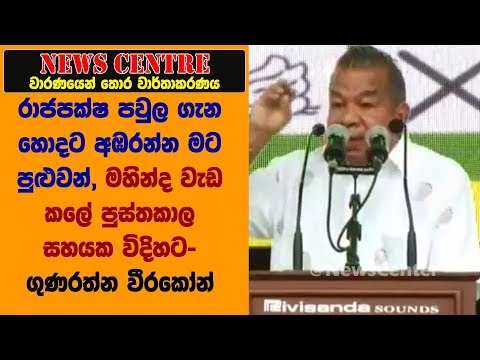 NEWS CENTRE
වාරණයෙන් තොර වාර්තාකරණය
රාජපක්ෂ පවුල ගැන
හොදට අඹරන්න මට
පුළුවන්, මහින්ද වැඩ
කලේ පුස්තකාල
සහයක විදිහට-
ගුණරත්න වීරකෝන්
@NewsCenter
Rivisanda SOUNDS